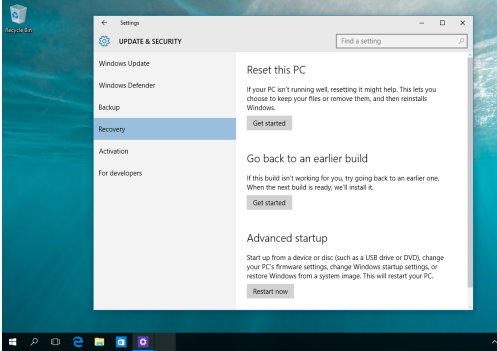 Recycle Bin
Settings
UPDATE & SECURITY
Find a setting
Windows Update
Windows Defender
Backup
Recovery
Activation
For developers
Reset this PC
If your PC isn't running well, resetting it might help. This lets you
choose to keep your files or remove them, and then reinstalls
Windows.
Get started
Go back to an earlier build
If this build isn't working for you, try going back to an earlier one.
When the next build is ready, we'll install it.
Get started
Advanced startup
Start up from a device or disc (such as a USB drive or DVD), change
your PC's firmware settings, change Windows startup settings, or
restore Windows from a system image. This will restart your PC.
Restart now